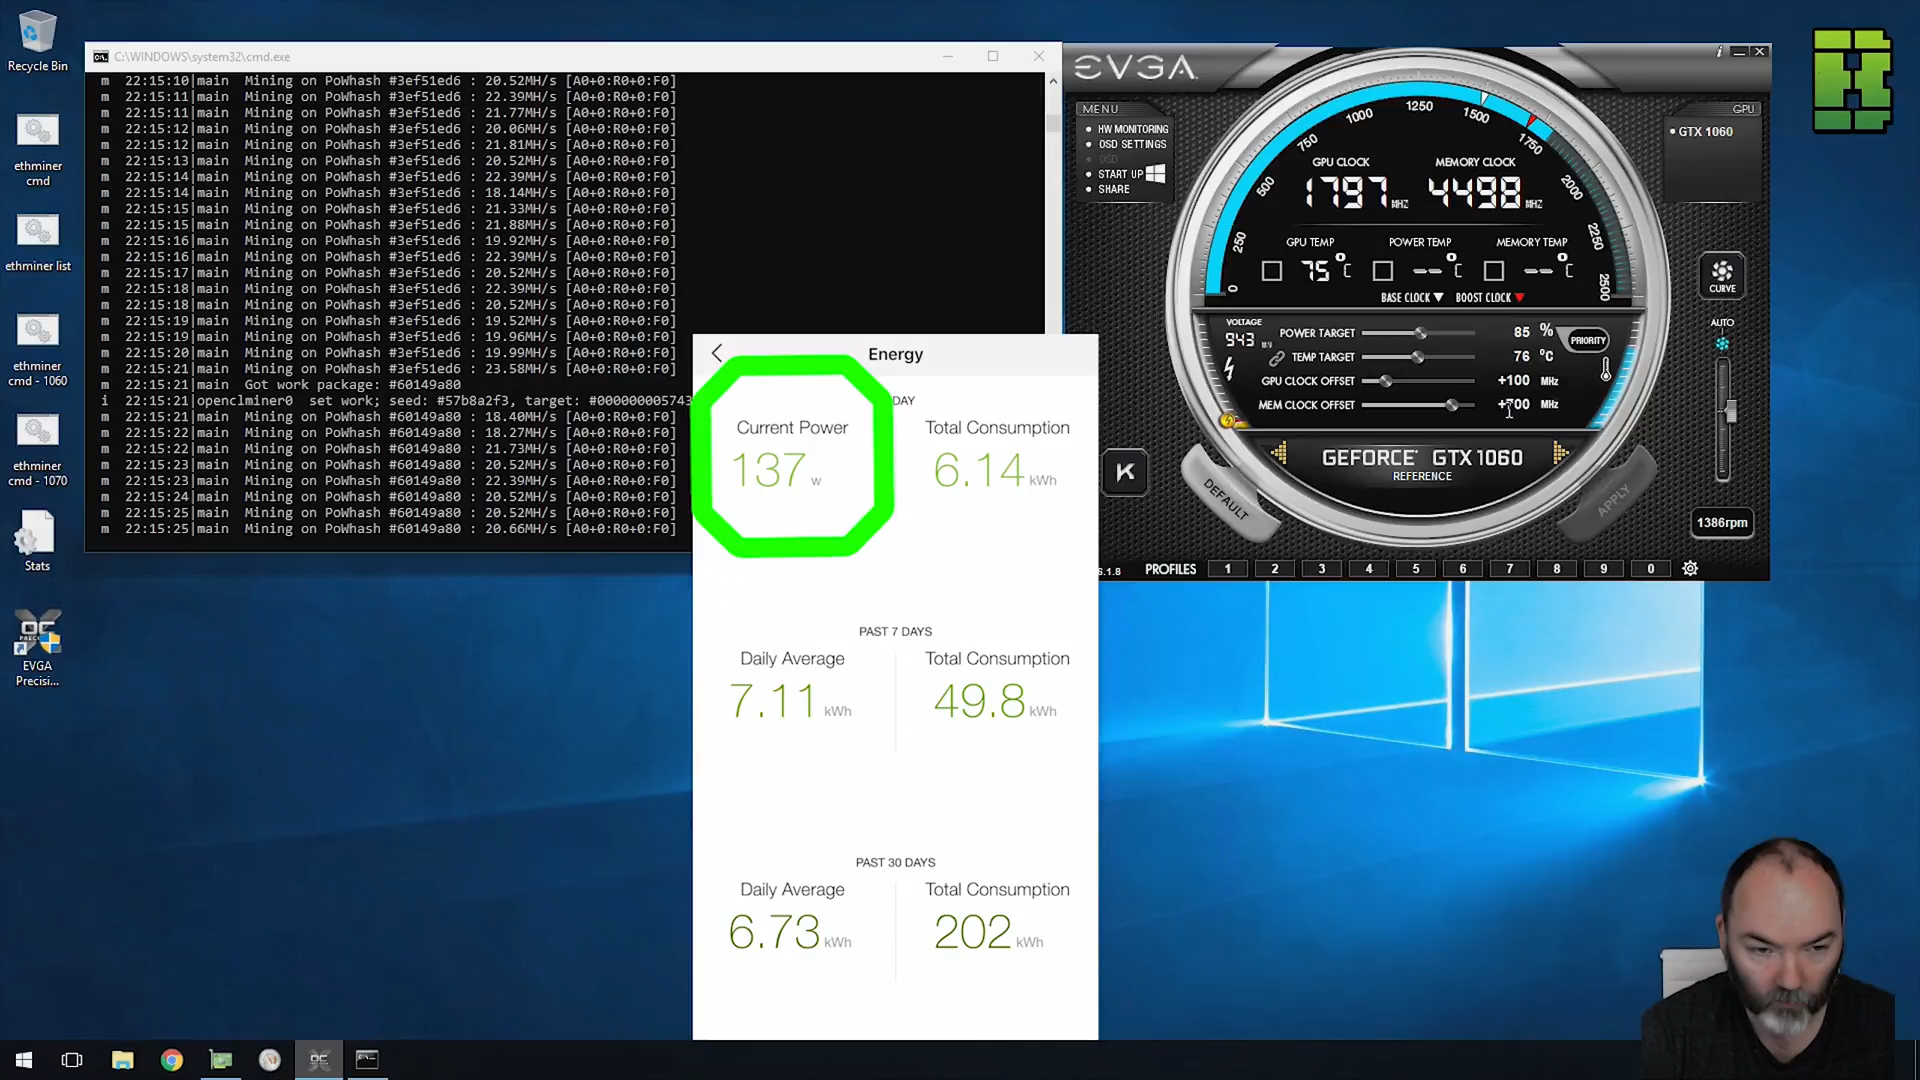 Recycle Bin
ethminer
cmd
ethminer list
ethminer
cmd - 1060
ethminer
cmd - 1070
Stats
EVGA
Precisi...
C:\WINDOWS\system32\cmd.exe
m 22:15:10|main Mining on PoWhash #3ef51ed6 : 20.52MH/s [A0+0:R0+0:F0]
m 22:15:11|main Mining on PoWhash #3ef51ed6 : 22.39MH/s [A0+0:R0+0:F0]
m 22:15:11|main Mining on PoWhash #3ef51ed6 : 21.77MH/s [A0+0:R0+0:F0]
m 22:15:12|main Mining on PoWhash #3ef51ed6 : 20.06MH/s [A0+0:R0+0:F0]
m 22:15:12|main Mining on PoWhash #3ef51ed6 : 21.81MH/s [A0+0:R0+0:F0]
m 22:15:13|main Mining on PoWhash #3ef51ed6 : 20.52MH/s [A0+0:R0+0:F0]
m 22:15:14|main Mining on PoWhash #3ef51ed6 : 22.39MH/s [A0+0:R0+0:F0]
m 22:15:14|main Mining on PoWhash #3ef51ed6 : 18.14MH/s [A0+0:R0+0:F0]
m 22:15:15|main Mining on PoWhash #3ef51ed6 : 21.33MH/s [A0+0:R0+0:F0]
m 22:15:15|main Mining on PoWhash #3ef51ed6 : 21.88MH/s [A0+0:R0+0:F0]
m 22:15:16|main Mining on PoWhash #3ef51ed6 : 19.92MH/s [A0+0:R0+0:F0]
m 22:15:16|main Mining on PoWhash #3ef51ed6 : 22.39MH/s [A0+0:R0+0:F0]
m 22:15:17|main Mining on PoWhash #3ef51ed6 : 20.52MH/s [A0+0:R0+0:F0]
m 22:15:18|main Mining on PoWhash #3ef51ed6 : 22.39MH/s [A0+0:R0+0:F0]
m 22:15:18|main Mining on PoWhash #3ef51ed6 : 20.52MH/s [A0+0:R0+0:F0]
m 22:15:19|main Mining on PoWhash #3ef51ed6 : 19.52MH/s [A0+0:R0+0:F0]
m 22:15:19|main Mining on PoWhash #3ef51ed6 : 19.96MH/s [A0+0:R0+0:F0]
m 22:15:20|main Mining on PoWhash #3ef51ed6 : 19.99MH/s [A0+0:R0+0:F0]
m 22:15:21|main Mining on PoWhash #3ef51ed6 : 23.58MH/s [A0+0:R0+0:F0]
m 22:15:21|main Got work package: #60149a80
i 22:15:21|openclminer0 set work; seed: #57b8a2f3, target: #000000005743
m 22:15:21|main Mining on PoWhash #60149a80 : 18.40MH/s [A0+0:R0+0:F0]
m 22:15:22|main Mining on PoWhash #60149a80 : 18.27MH/s [A0+0:R0+0:F0]
m 22:15:22|main Mining on PoWhash #60149a80 : 21.73MH/s [A0+0:R0+0:F0]
m 22:15:23|main Mining on PoWhash #60149a80 : 20.52MH/s [A0+0:R0+0:F0]
m 22:15:23|main Mining on PoWhash #60149a80 : 22.39MH/s [A0+0:R0+0:F0]
m 22:15:24|main Mining on PoWhash #60149a80 : 20.52MH/s [A0+0:R0+0:F0]
m 22:15:25|main Mining on PoWhash #60149a80 : 20.52MH/s [A0+0:R0+0:F0]
m 22:15:25|main Mining on PoWhash #60149a80 : 20.66MH/s [A0+0:R0+0:F0]
Energy
DAY
Current Power Total Consumption
137 w 6.14 kWh
PAST 7 DAYS
Daily Average Total Consumption
7.11 kWh 49.8 kWh
PAST 30 DAYS
Daily Average Total Consumption
6.73 kWh 202 kWh
EVGA
MENU
HW MONITORING
OSD SETTINGS
OSD
START UP
SHARE
GPU
GTX 1060
0 250 500 750 1000 1250 1500 1750 2000 2250 2500
GPU CLOCK MEMORY CLOCK
1797 MHZ 4498 MHZ
GPU TEMP POWER TEMP MEMORY TEMP
75 °C -- °C -- °C
BASE CLOCK BOOST CLOCK
VOLTAGE
943
POWER TARGET 85 %
PRIORITY
TEMP TARGET 76 °C
GPU CLOCK OFFSET +100 MHz
MEM CLOCK OFFSET +700 MHz
GEFORCE GTX 1060
REFERENCE
K
DEFAULT
APPLY
CURVE
AUTO
1386rpm
6.1.8 PROFILES 1 2 3 4 5 6 7 8 9 0